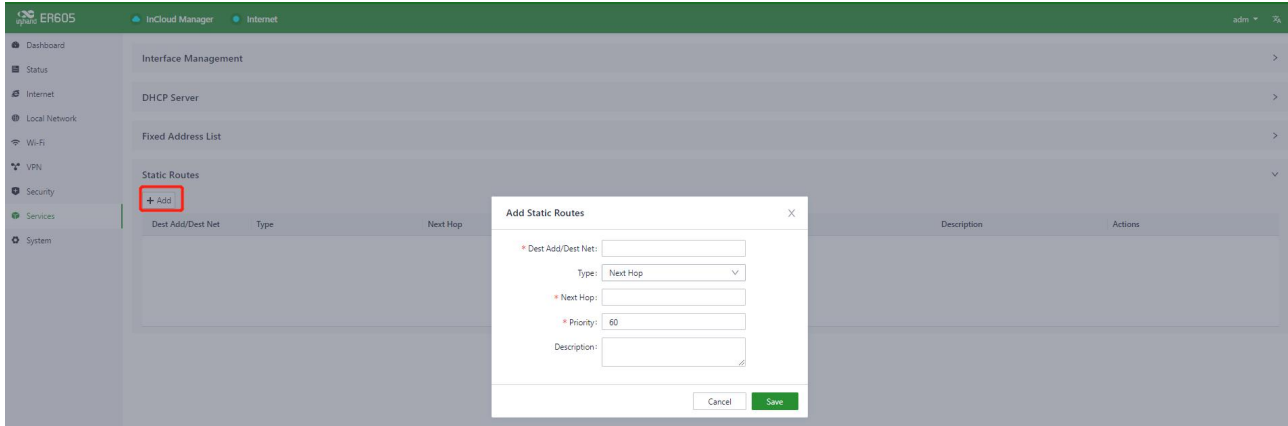 inhand ER605 InCloud Manager Internet adm
Dashboard
Status
Internet
Local Network
Wi-Fi
VPN
Security
Services
System
Interface Management
DHCP Server
Fixed Address List
Static Routes
+ Add
Dest Add/Dest Net Type Next Hop Description Actions
Add Static Routes
* Dest Add/Dest Net:
Type: Next Hop
* Next Hop:
* Priority: 60
Description:
Cancel Save